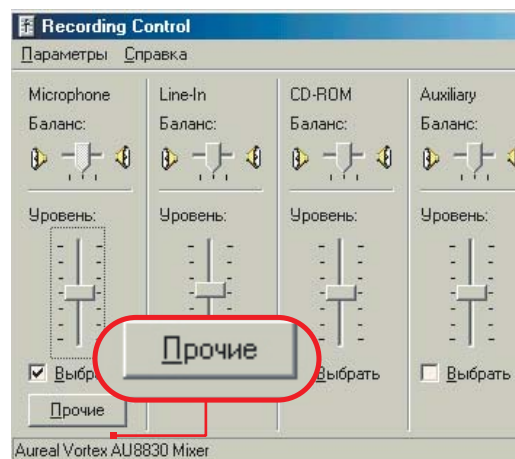 Recording Control
Параметры Справка
Microphone Line-In CD-ROM Auxiliary
Баланс: Баланс: Баланс: Баланс:
Уровень: Уровень: Уровень: Уровень:
Прочие
Выбрать Выбрать
Прочие
Aureal Vortex AU8830 Mixer